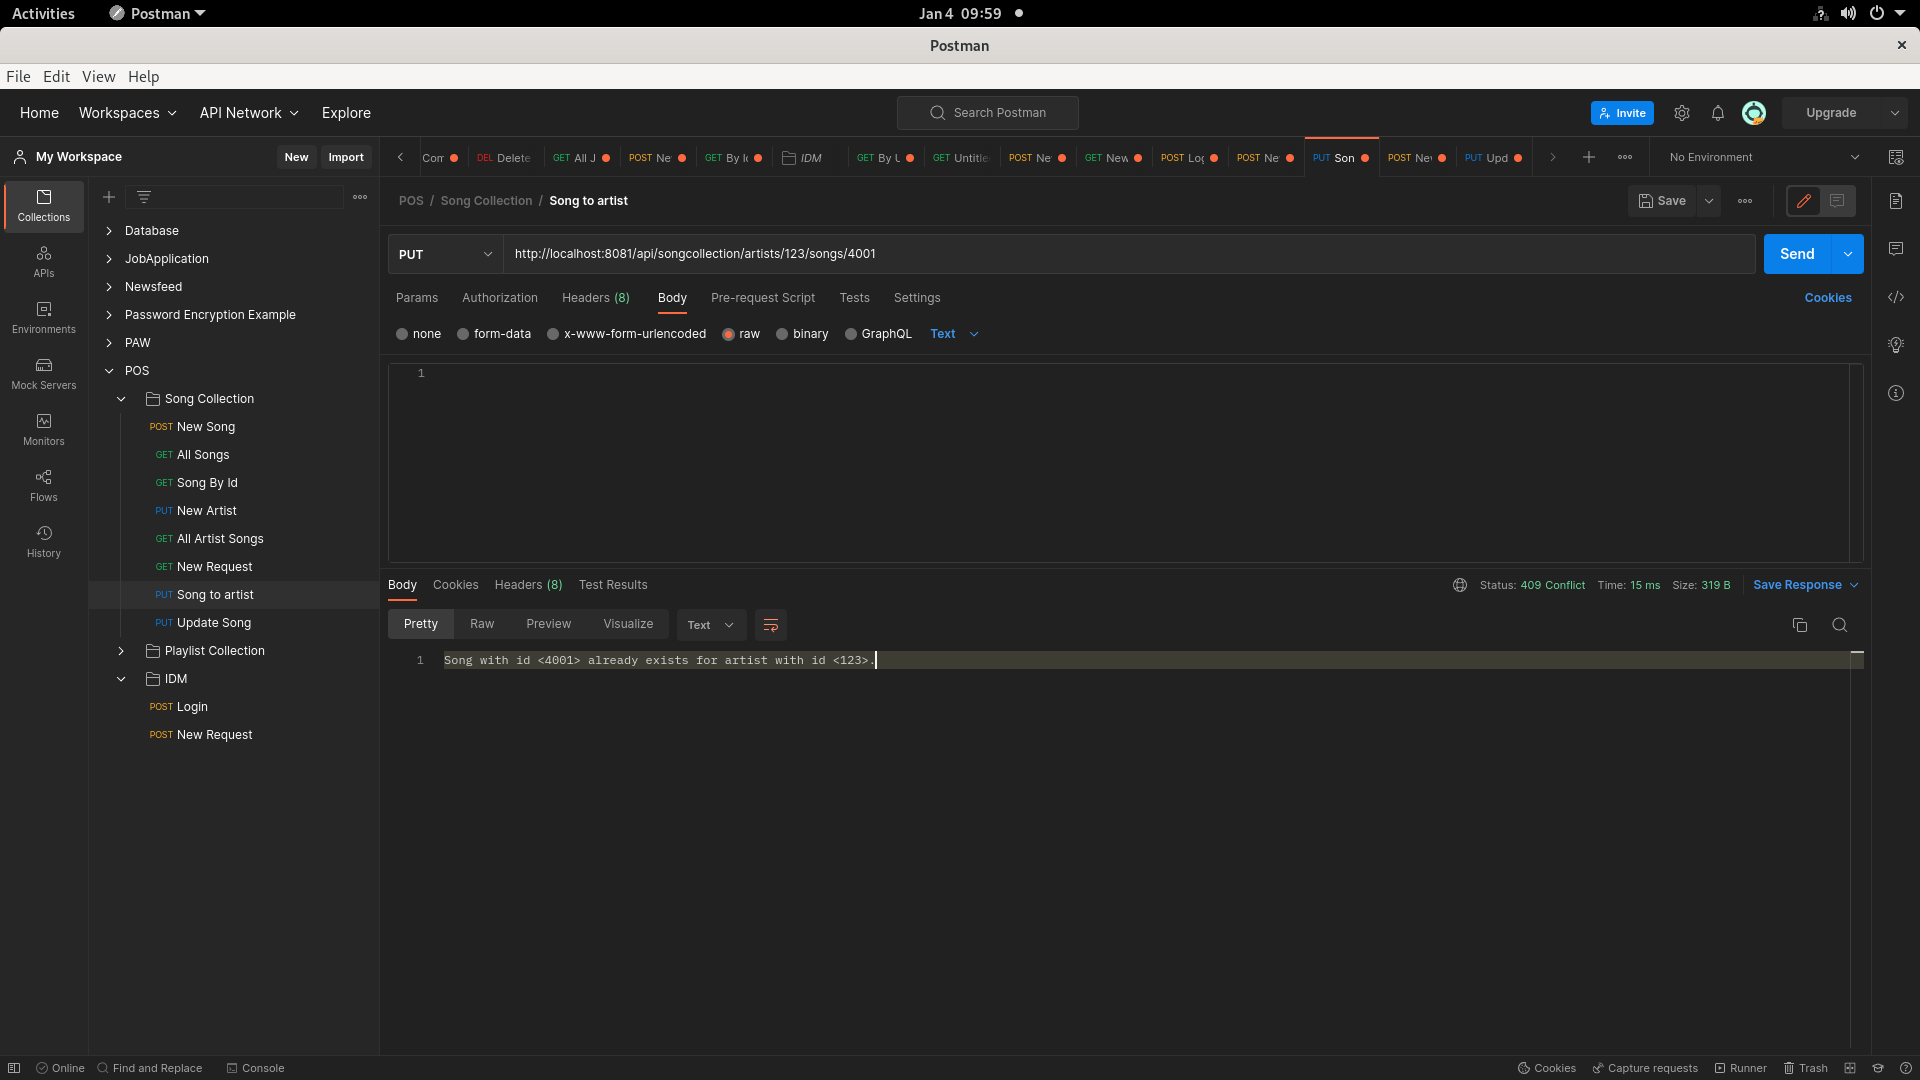 Activities Postman Jan 4 09:59
Postman
File Edit View Help
Home Workspaces API Network Explore Search Postman Invite Upgrade
My Workspace New Import
Com DEL Delete GET All J POST Ne GET By Ic IDM GET By U GET Untitle POST Ne GET New POST Log POST Ne PUT Son POST Nev PUT Upd No Environment
POS / Song Collection / Song to artist Save
PUT http://localhost:8081/api/songcollection/artists/123/songs/4001 Send
Params Authorization Headers (8) Body Pre-request Script Tests Settings Cookies
none form-data x-www-form-urlencoded raw binary GraphQL Text
1
Collections
APIs
Environments
Mock Servers
Monitors
Flows
History
Database
JobApplication
Newsfeed
Password Encryption Example
PAW
POS
Song Collection
POST New Song
GET All Songs
GET Song By Id
PUT New Artist
GET All Artist Songs
GET New Request
PUT Song to artist
PUT Update Song
Playlist Collection
IDM
POST Login
POST New Request
Body Cookies Headers (8) Test Results Status: 409 Conflict Time: 15 ms Size: 319 B Save Response
Pretty Raw Preview Visualize Text
1 Song with id <4001> already exists for artist with id <123>.
Online Find and Replace Console Cookies Capture requests Runner Trash